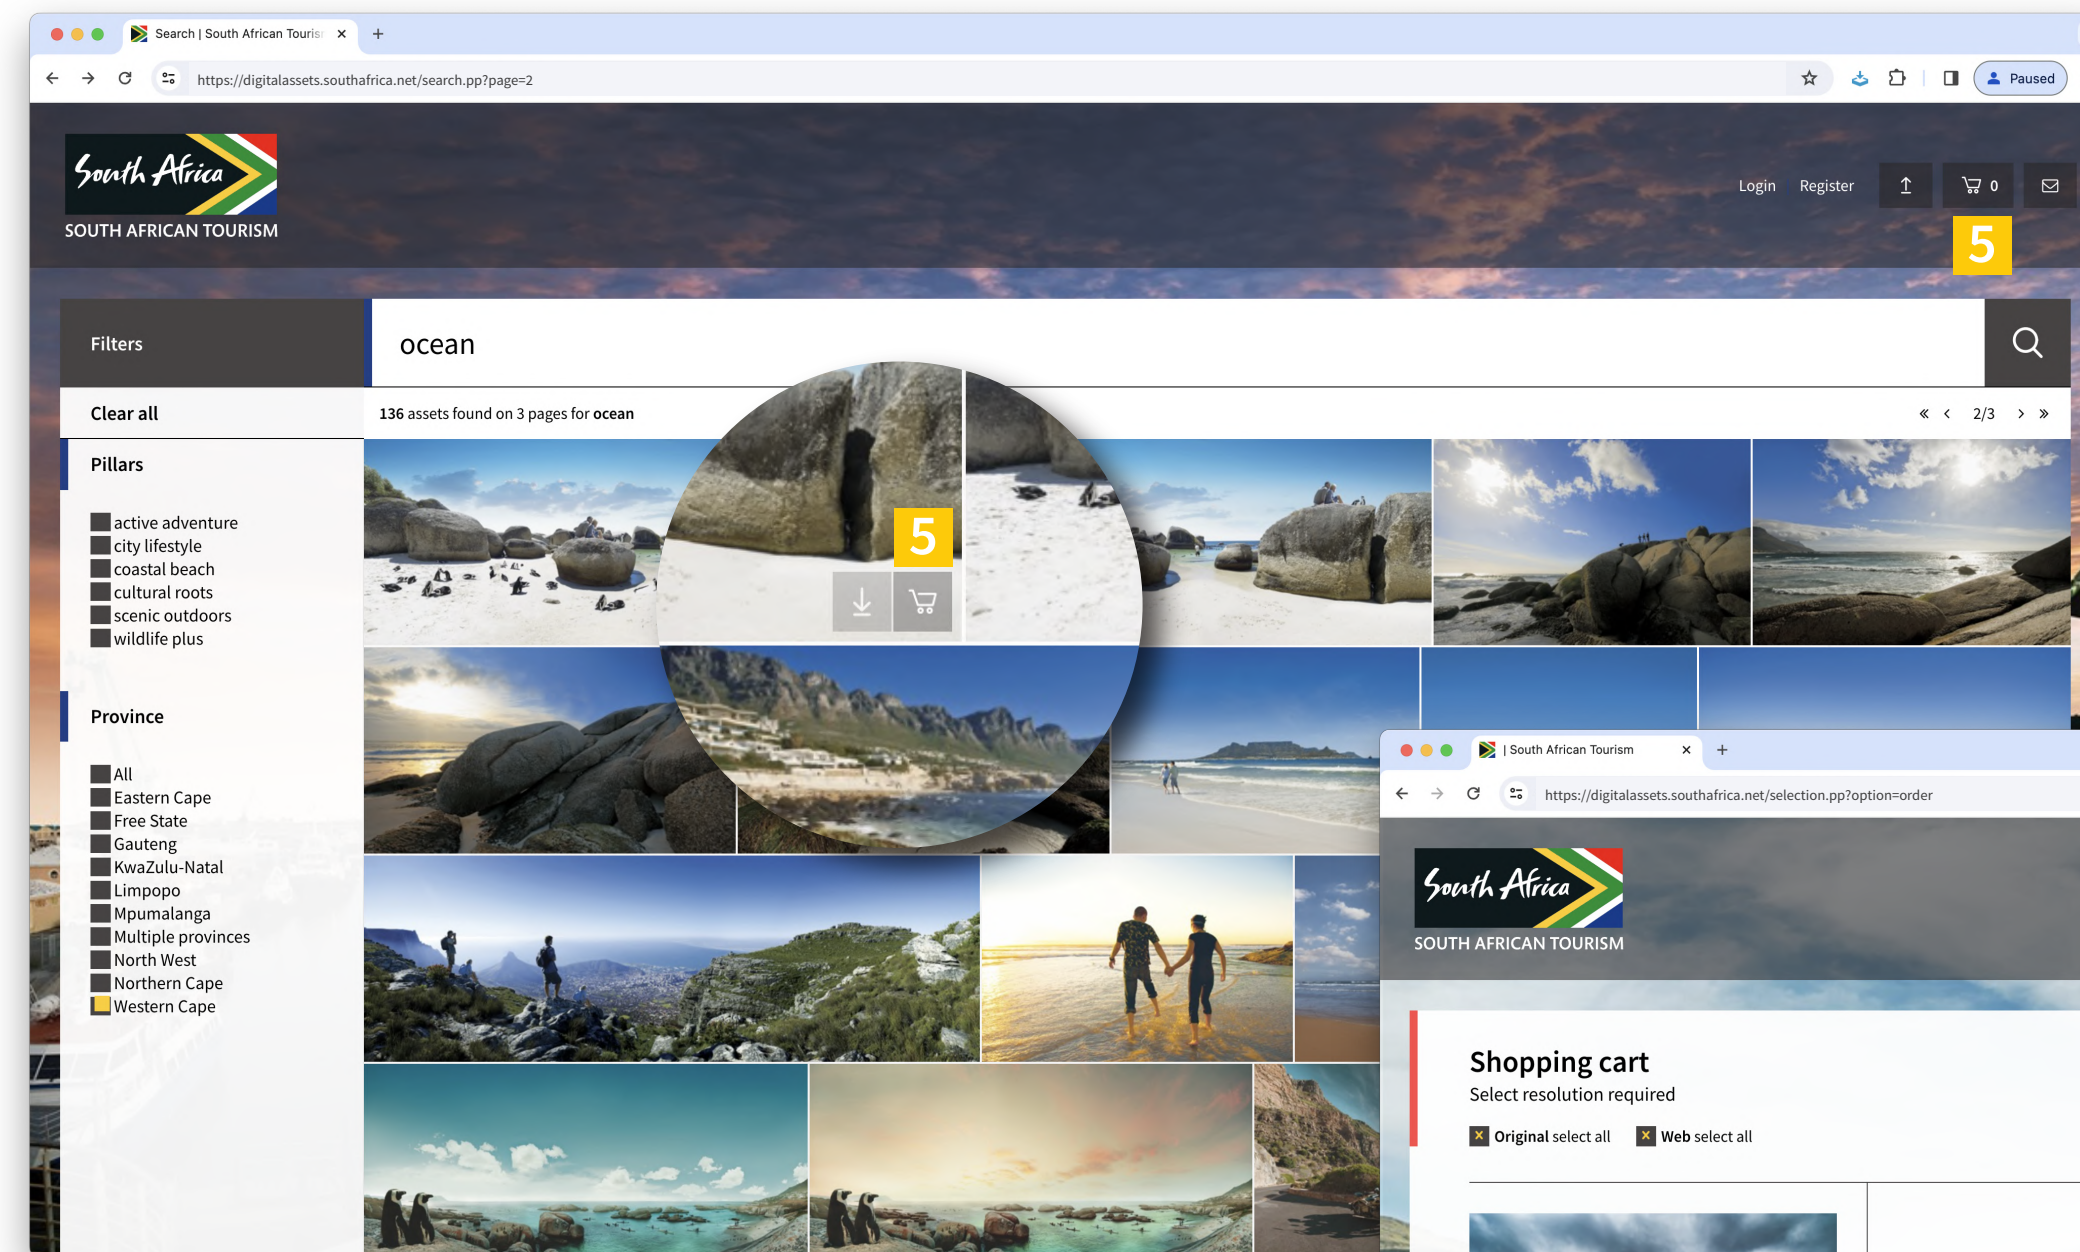 Search | South African Touris
https://digitalassets.southafrica.net/search.pp?page=2
Paused
South Africa
SOUTH AFRICAN TOURISM
Login
Register
0
5
Filters
ocean
Clear all
136 assets found on 3 pages for ocean
2/3
Pillars
active adventure
city lifestyle
coastal beach
cultural roots
scenic outdoors
wildlife plus
5
Province
All
Eastern Cape
Free State
Gauteng
KwaZulu-Natal
Limpopo
Mpumalanga
Multiple provinces
North West
Northern Cape
Western Cape
| South African Tourism
https://digitalassets.southafrica.net/selection.pp?option=order
South Africa
SOUTH AFRICAN TOURISM
Shopping cart
Select resolution required
Original select all
Web select all